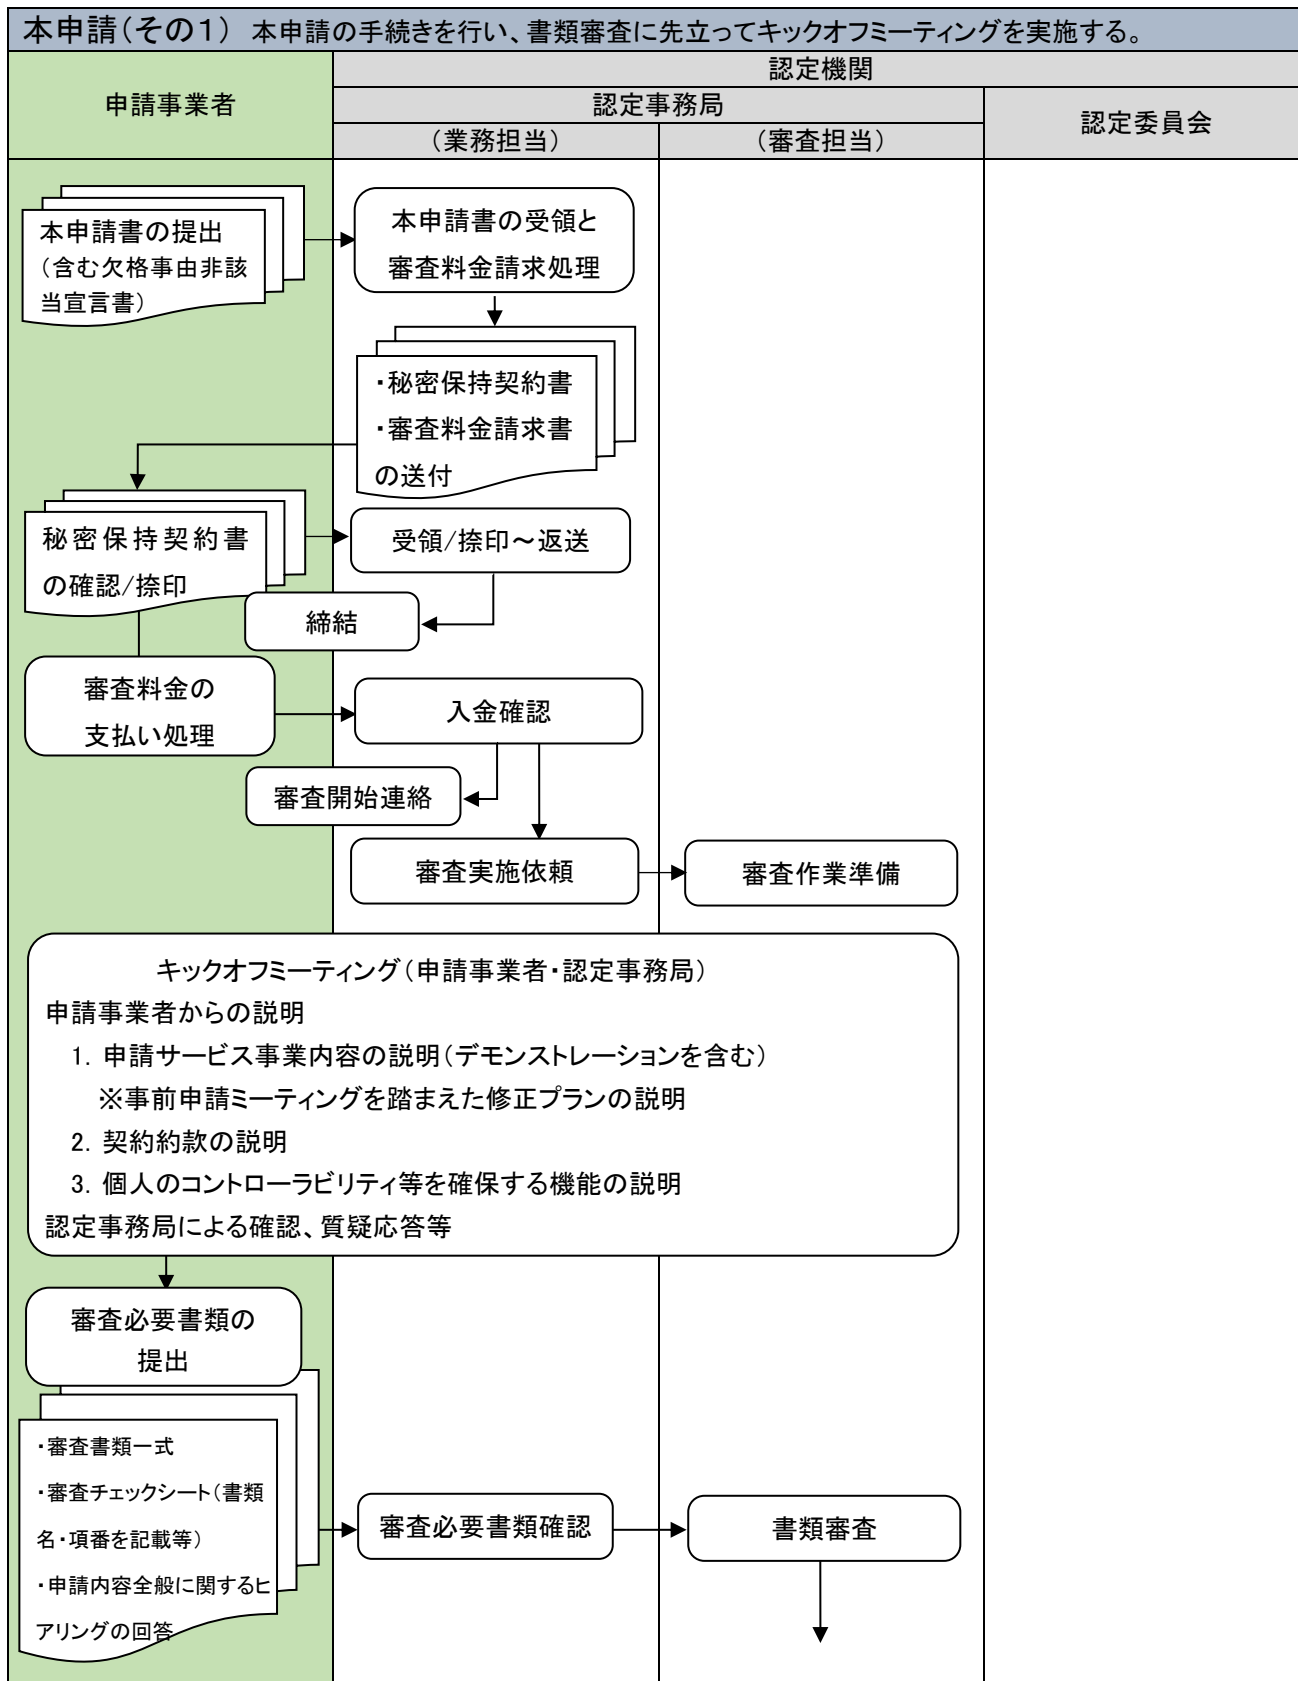 本申請（その１） 本申請の手続きを行い、書類審査に先立ってキックオフミーティングを実施する。
申請事業者
認定機関
認定事務局
認定委員会
（業務担当）
（審査担当）
本申請書の提出
（含む欠格事由非該
当宣言書）
本申請書の受領と
審査料金請求処理
・秘密保持契約書
・審査料金請求書
の送付
秘密保持契約書
の確認/捺印
受領/捺印～返送
締結
審査料金の
支払い処理
入金確認
審査開始連絡
審査実施依頼
審査作業準備
キックオフミーティング（申請事業者・認定事務局）
申請事業者からの説明
1. 申請サービス事業内容の説明（デモンストレーションを含む）
※事前申請ミーティングを踏まえた修正プランの説明
2. 契約約款の説明
3. 個人のコントローラビリティ等を確保する機能の説明
認定事務局による確認、質疑応答等
審査必要書類の
提出
・審査書類一式
・審査チェックシート（書類
名・項番を記載等）
・申請内容全般に関するヒ
アリングの回答
審査必要書類確認
書類審査